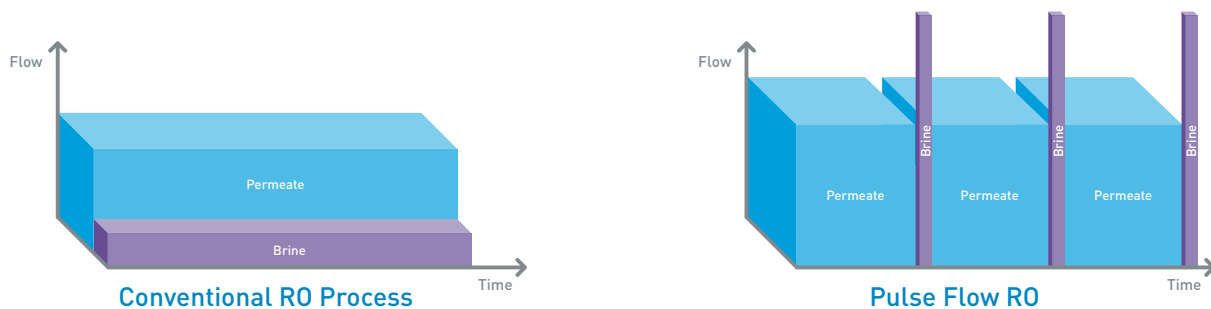 Flow
Permeate
Brine
Time
Conventional RO Process
Flow
Permeate
Brine
Permeate
Brine
Permeate
Brine
Time
Pulse Flow RO